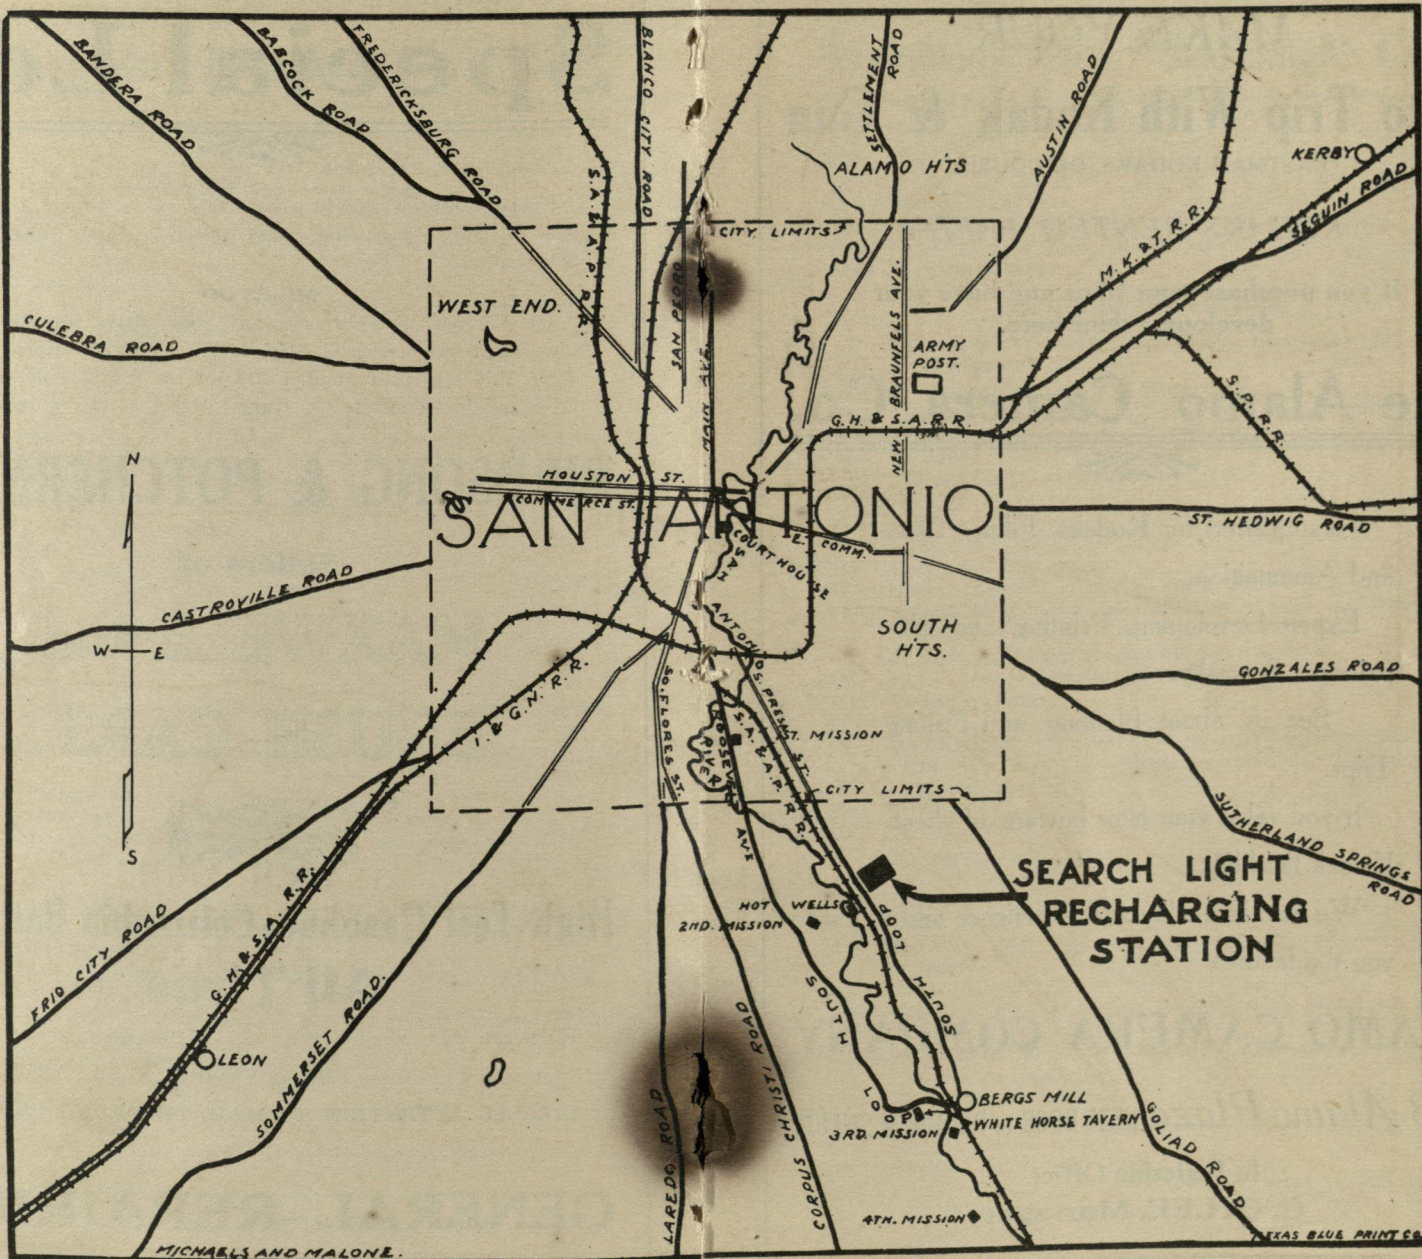 BANDERA ROAD
BABCOCK ROAD
FREDERICKSBURG ROAD
BLANCO CITY ROAD
SETTLEMENT
ROAD
AUSTIN ROAD
KERBY
SEGUIN ROAD
ALAMO HTS
S.A. & A.P. R.R.
CITY LIMITS
M.K. & T. R.R.
WEST END.
SAN PEDRO
MAIN AVE.
NEW BRAUNFELS AVE.
ARMY
POST.
CULEBRA ROAD
G.H. & S.A. R.R.
S.P. R.R.
N
W
E
S
HOUSTON ST.
COMMERCE ST.
SAN ANTONIO
ST. HEDWIG ROAD
E. COMM.
COURT HOUSE
SAN
ANTONIO
RIVER
CASTROVILLE ROAD
SOUTH
HTS.
GONZALES ROAD
I. & G.N. R.R.
SO. FLORES ST.
S. PRESA ST.
ROOSEVELT AVE
S.A. & A.P. R.R.
1ST. MISSION
CITY LIMITS
SUTHERLAND SPRINGS
ROAD
SEARCH LIGHT
RECHARGING
STATION
HOT WELLS
2ND. MISSION
SOUTH LOOP
LOOP SOUTH
FRIO CITY ROAD
G.H. & S.A. R.R.
SOMMERSET ROAD.
LEON
LAREDO ROAD
CORPUS CHRISTI ROAD
BERGS MILL
WHITE HORSE TAVERN
3RD. MISSION
GOLIAD ROAD
4TH. MISSION
MICHAELS AND MALONE.
TEXAS BLUE PRINT CO